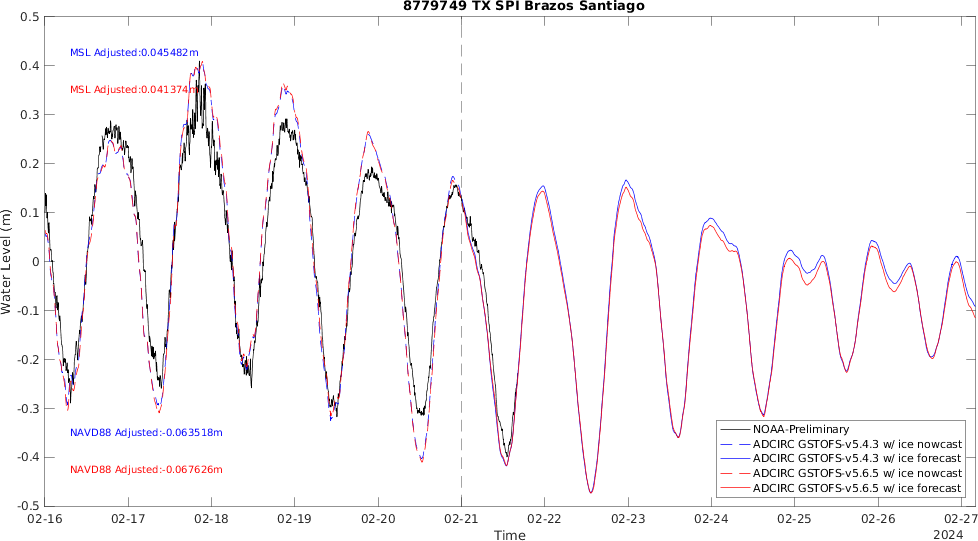 8779749 TX SPI Brazos Santiago
0.5
0.4
0.3
0.2
0.1
0
-0.1
-0.2
-0.3
-0.4
-0.5
Water Level (m)
MSL Adjusted:0.045482m
MSL Adjusted:0.041374m
NAVD88 Adjusted:-0.063518m
NAVD88 Adjusted:-0.067626m
NOAA-Preliminary
ADCIRC GSTOFS-v5.4.3 w/ ice nowcast
ADCIRC GSTOFS-v5.4.3 w/ ice forecast
ADCIRC GSTOFS-v5.6.5 w/ ice nowcast
ADCIRC GSTOFS-v5.6.5 w/ ice forecast
02-16 02-17 02-18 02-19 02-20 02-21 02-22 02-23 02-24 02-25 02-26 02-27
Time
2024